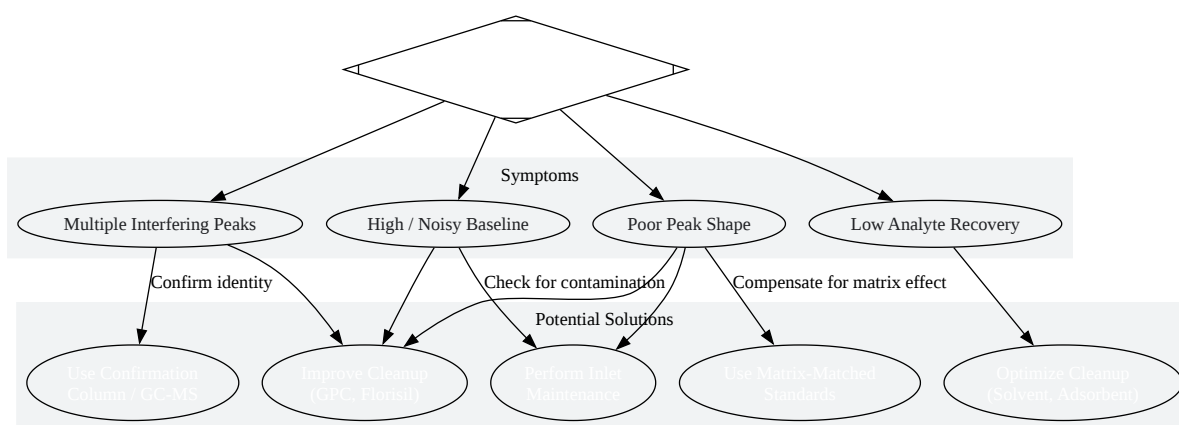 Symptoms
Multiple Interfering Peaks
High / Noisy Baseline
Poor Peak Shape
Low Analyte Recovery
Confirm identity
Check for contamination
Compensate for matrix effect
Potential Solutions
Use Confirmation
Column / GC-MS
Improve Cleanup
(GPC, Florisil)
Perform Inlet
Maintenance
Use Matrix-Matched
Standards
Optimize Cleanup
(Solvent, Adsorbent)